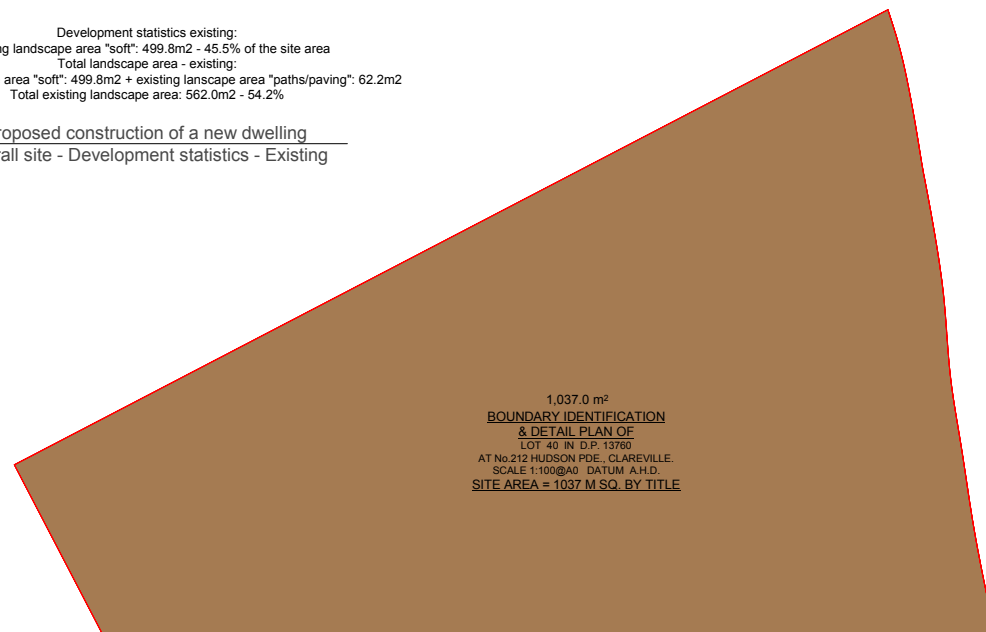 Development statistics existing:
ng landscape area "soft": 499.8m2 - 45.5% of the site area
Total landscape area - existing:
area "soft": 499.8m2 + existing lanscape area "paths/paving": 62.2m2
Total existing landscape area: 562.0m2 - 54.2%
roposed construction of a new dwelling
all site - Development statistics - Existing
1,037.0 m²
BOUNDARY IDENTIFICATION
& DETAIL PLAN OF
LOT 40 IN D.P. 13760
AT No.212 HUDSON PDE., CLAREVILLE.
SCALE 1:100@A0 DATUM A.H.D.
SITE AREA = 1037 M SQ. BY TITLE